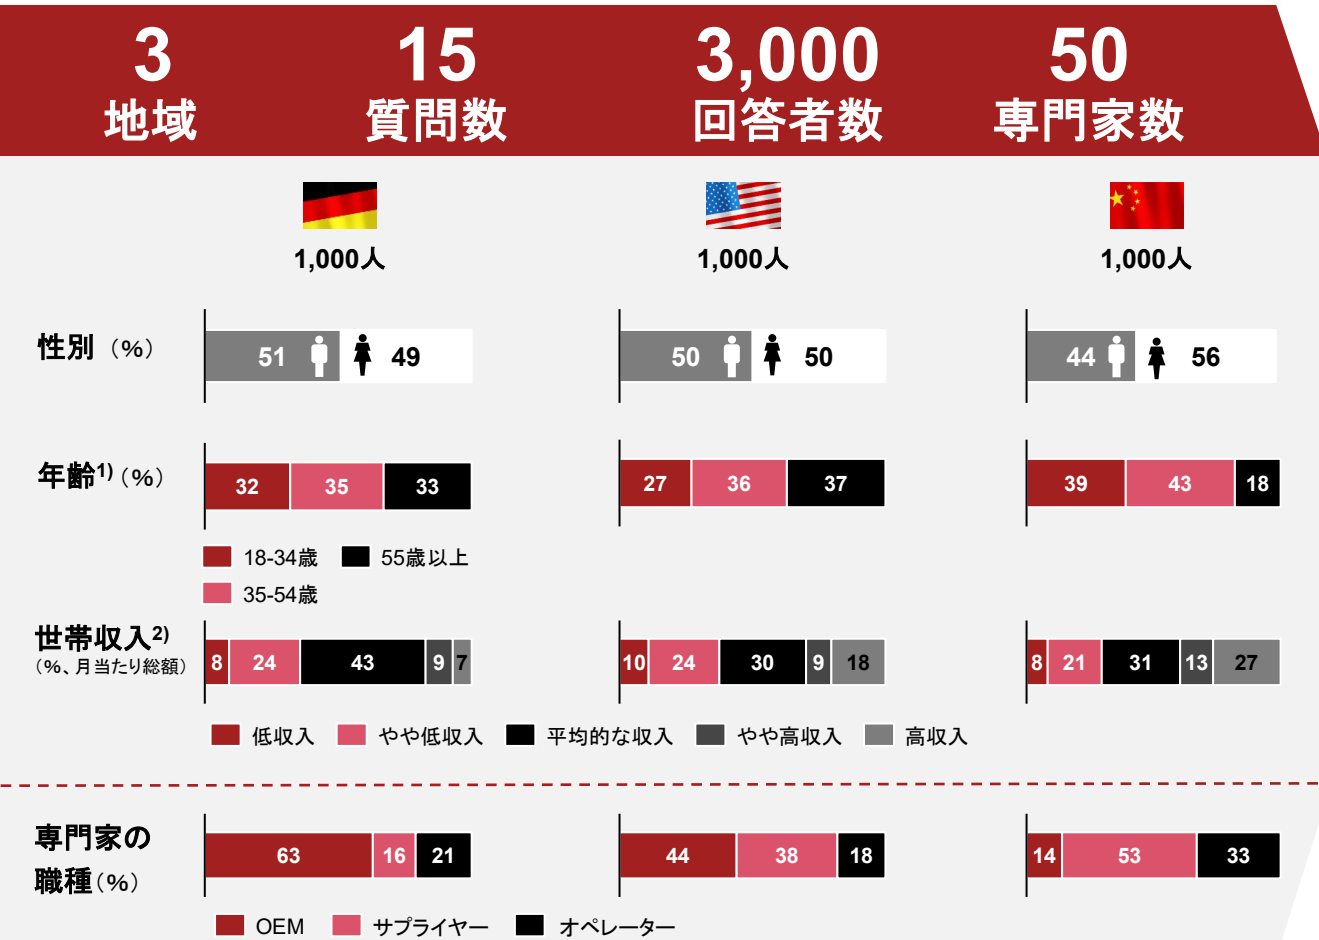 3 15 3,000 50
地域 質問数 回答者数 専門家数
1,000人 1,000人 1,000人
性別 （%） 51 49 50 50 44 56
年齢1)（%） 32 35 33 27 36 37 39 43 18
18-34歳 55歳以上
35-54歳
世帯収入2)
（%、月当たり総額） 8 24 43 9 7 10 24 30 9 18 8 21 31 13 27
低収入 やや低収入 平均的な収入 やや高収入 高収入
専門家の
職種（%） 63 16 21 44 38 18 14 53 33
OEM サプライヤー オペレーター